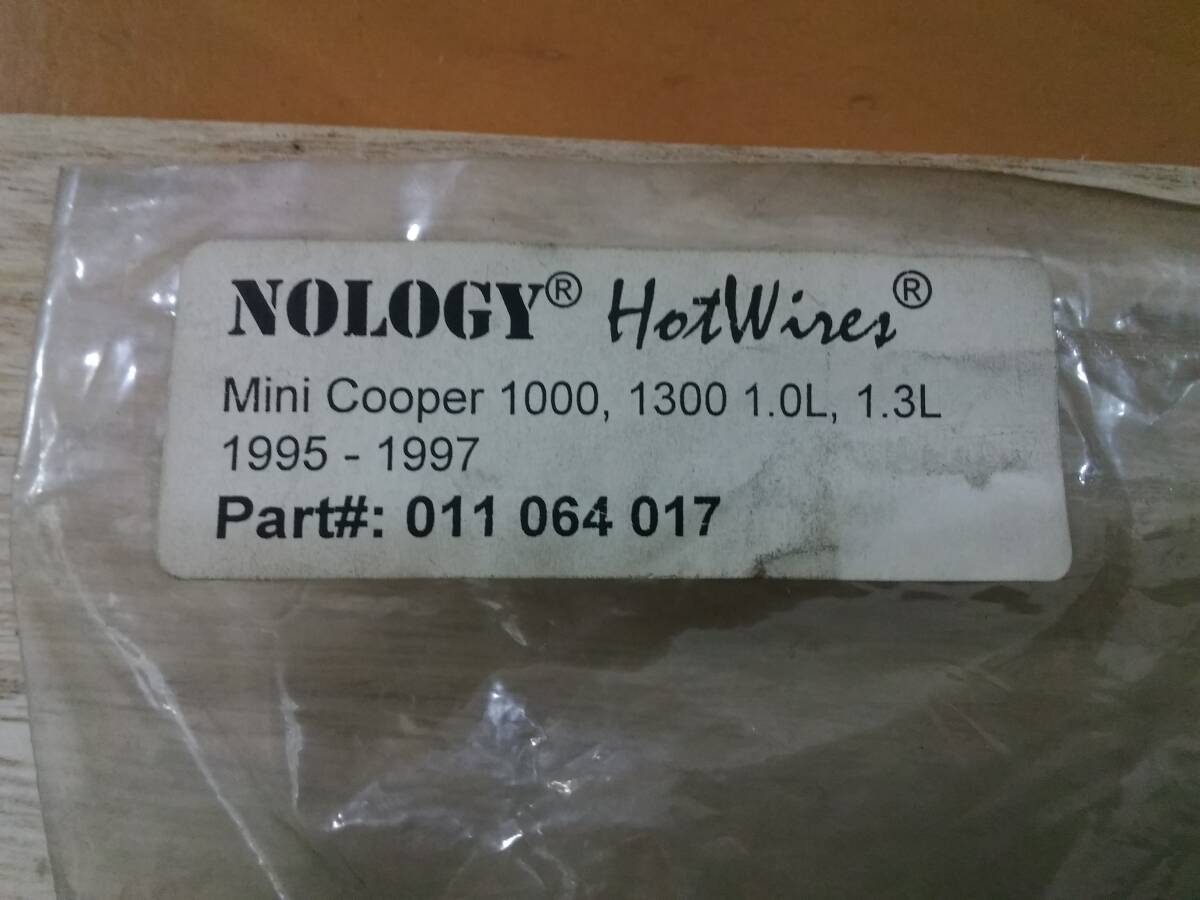 NOLOGY® HotWires®
Mini Cooper 1000, 1300 1.0L, 1.3L
1995 - 1997
Part#: 011 064 017